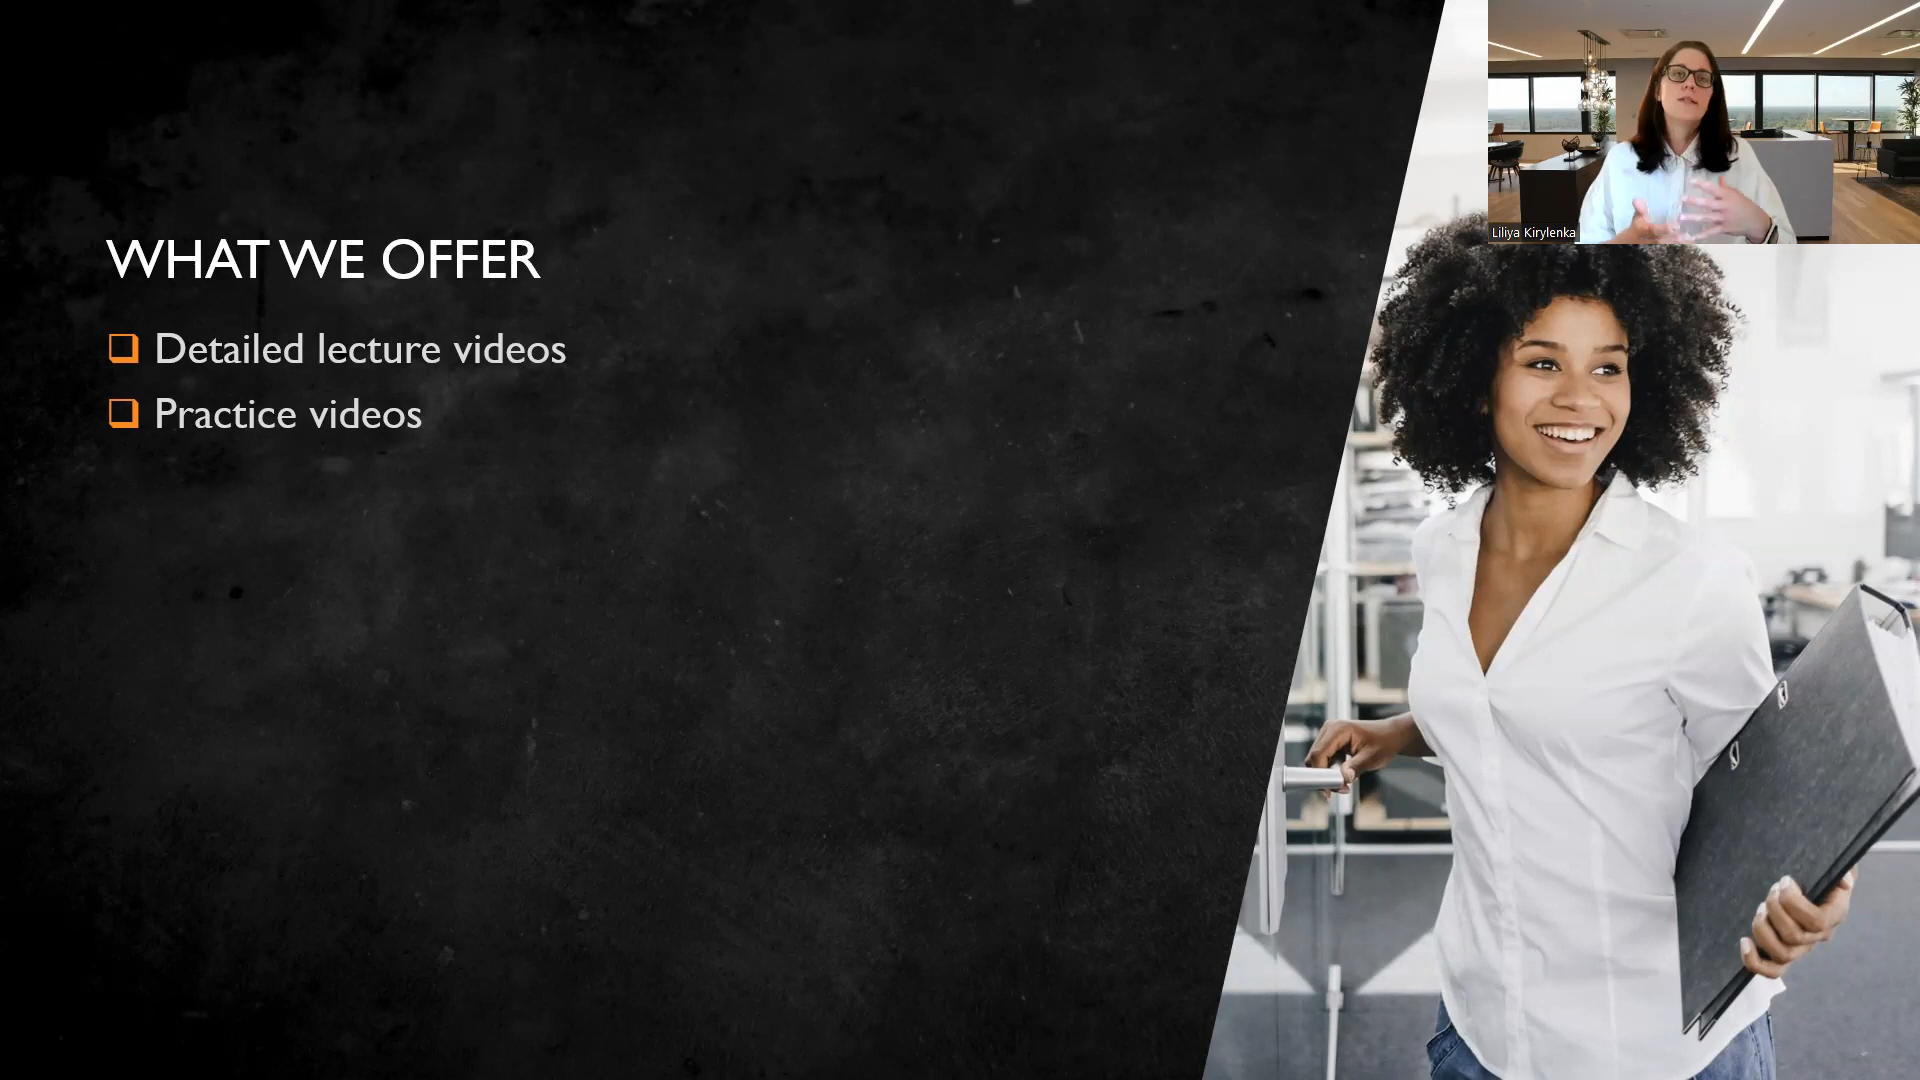 WHAT WE OFFER
Detailed lecture videos
Practice videos
Liliya Kirylenka